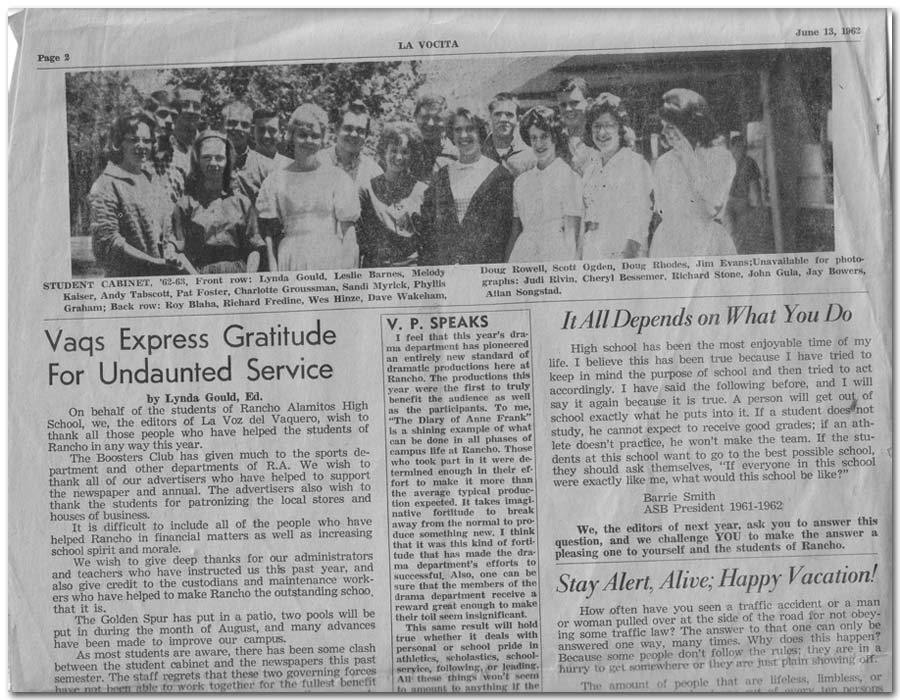 Page 2
LA VOCITA
June 13, 1962
STUDENT CABINET, '62-63, Front row: Lynda Gould, Leslie Barnes, Melody
Kaiser, Andy Tabscott, Pat Foster, Charlotte Groussman, Sandi Myrick, Phyllis
Graham; Back row: Roy Blaha, Richard Fredine, Wes Hinze, Dave Wakeham,
Doug Rowell, Scott Ogden, Doug Rhodes, Jim Evans;Unavailable for photo-
graphs: Judi Rivin, Cheryl Bessemer, Richard Stone, John Gula, Jay Bowers,
Allan Songstad.
Vaqs Express Gratitude
For Undaunted Service
by Lynda Gould, Ed.
On behalf of the students of Rancho Alamitos High
School, we, the editors of La Voz del Vaquero, wish to
thank all those people who have helped the students of
Rancho in any way this year.
The Boosters Club has given much to the sports de-
partment and other departments of R.A. We wish to
thank all of our advertisers who have helped to support
the newspaper and annual. The advertisers also wish to
thank the students for patronizing the local stores and
houses of business.
It is difficult to include all of the people who have
helped Rancho in financial matters as well as increasing
school spirit and morale.
We wish to give deep thanks for our administrators
and teachers who have instructed us this past year, and
also give credit to the custodians and maintenance work-
ers who have helped to make Rancho the outstanding schoo,
that it is.
The Golden Spur has put in a patio, two pools will be
put in during the month of August, and many advances
have been made to improve our campus.
As most students are aware, there has been some clash
between the student cabinet and the newspapers this past
semester. The staff regrets that these two governing forces
have not been able to work together for the fullest benefit
V. P. SPEAKS
I feel that this year's dra-
ma department has pioneered
an entirely new standard of
dramatic productions here at
Rancho. The productions this
year were the first to truly
benefit the audience as well
as the participants. To me,
"The Diary of Anne Frank"
is a shining example of what
can be done in all phases of
campus life at Rancho. Those
who took part in it were de-
termined enough in their ef-
fort to make it more than
the average typical produc-
tion expected. It takes imagi-
native fortitude to break
away from the normal to pro-
duce something new. I think
that it was this kind of forti-
tude that has made the dra-
ma department's efforts to
successful. Also, one can be
sure that the members of the
drama department receive a
reward great enough to make
their toil seem insignificant.
This same result will hold
true whether it deals with
personal or school pride in
athletics, scholastics, school-
service, following, or leading.
All these things won't seem
to amount to anything if the
It All Depends on What You Do
High school has been the most enjoyable time of my
life. I believe this has been true because I have tried to
keep in mind the purpose of school and then tried to act
accordingly. I have said the following before, and I will
say it again because it is true. A person will get out of
school exactly what he puts into it. If a student does not
study, he cannot expect to receive good grades; if an ath-
lete doesn't practice, he won't make the team. If the stu-
dents at this school want to go to the best possible school,
they should ask themselves, "If everyone in this school
were exactly like me, what would this school be like?"
Barrie Smith
ASB President 1961-1962
We, the editors of next year, ask you to answer this
question, and we challenge YOU to make the answer a
pleasing one to yourself and the students of Rancho.
Stay Alert, Alive; Happy Vacation!
How often have you seen a traffic accident or a man
or woman pulled over at the side of the road for not obey-
ing some traffic law? The answer to that one can only be
answered one way, many times. Why does this happen?
Because some people don't follow the rules; they are in a
hurry to get somewhere or they are just plain showing off.
The amount of people that are lifeless, limbless, or
out of every ten persons